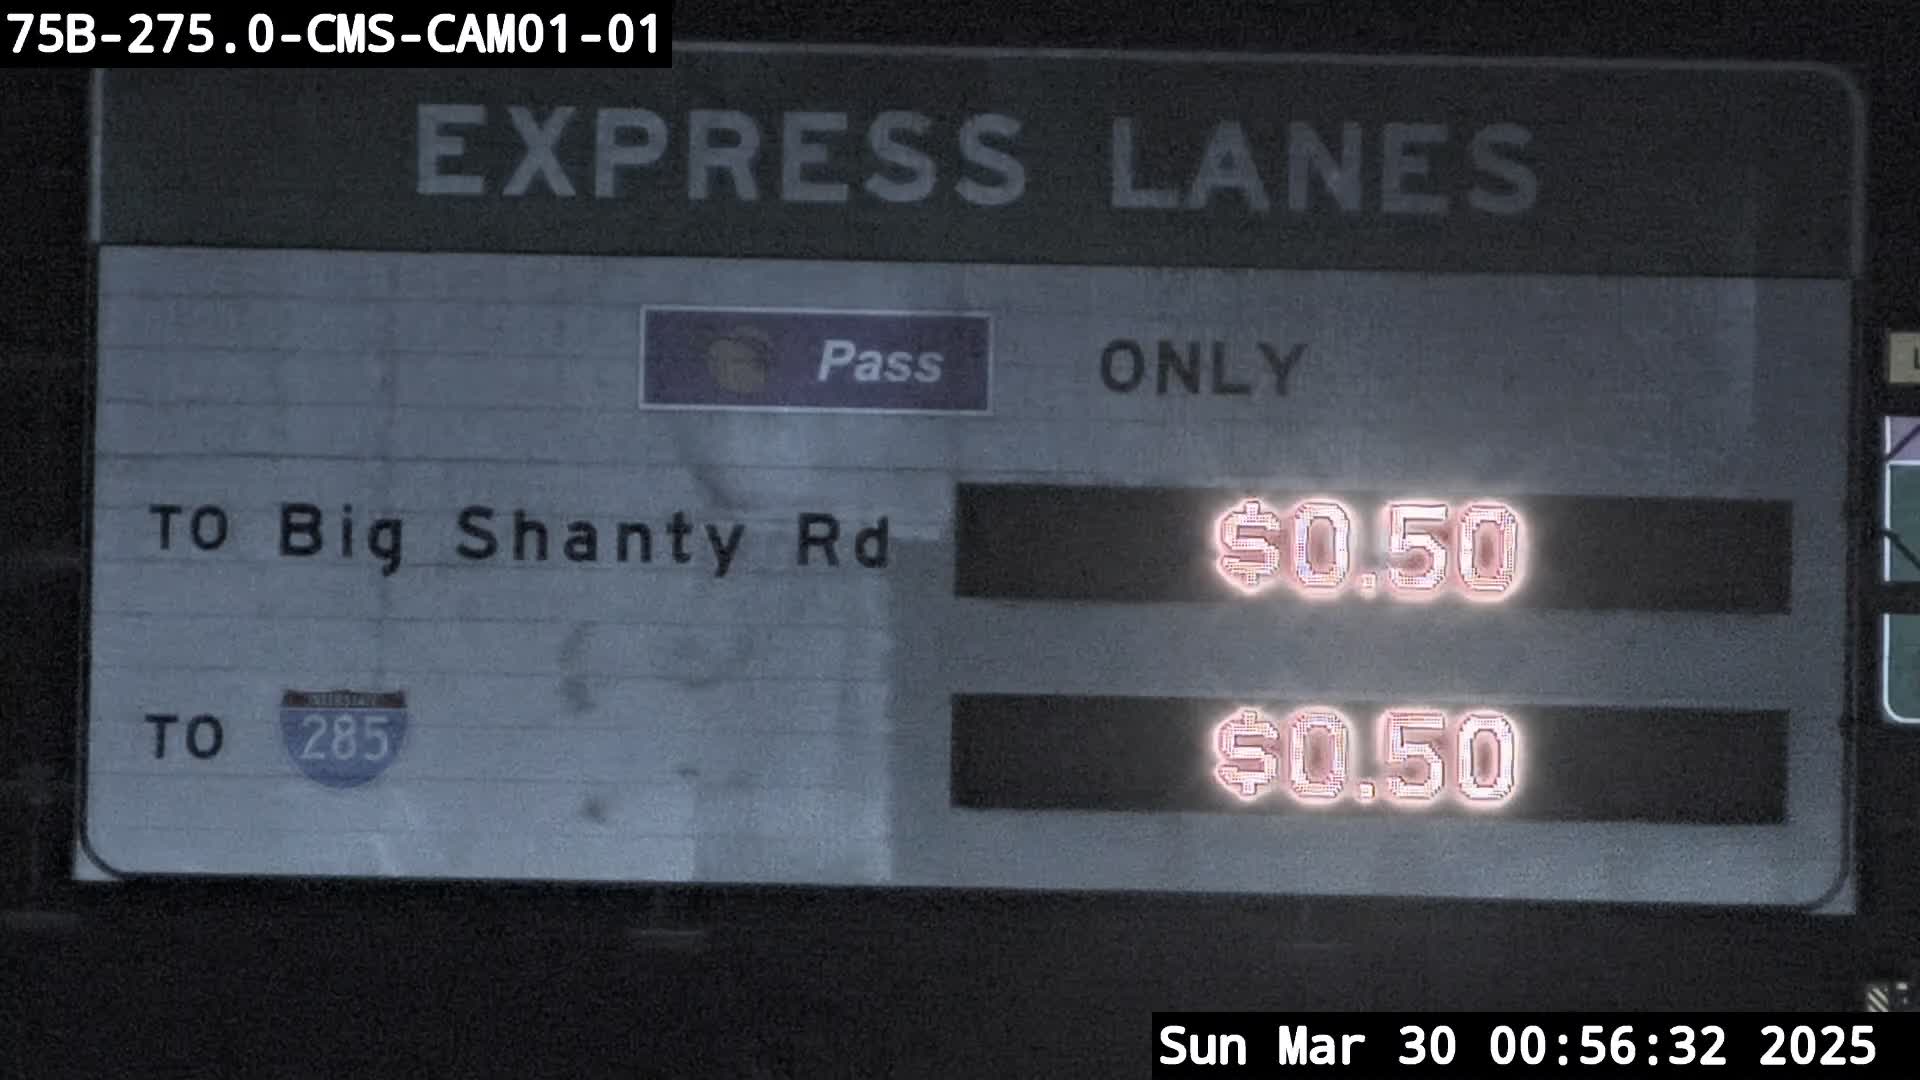 75B-275.0-CMS-CAM01-01
EXPRESS LANES
Pass ONLY
TO Big Shanty Rd $0.50
TO INTERSTATE 285 $0.50
Sun Mar 30 00:56:32 2025